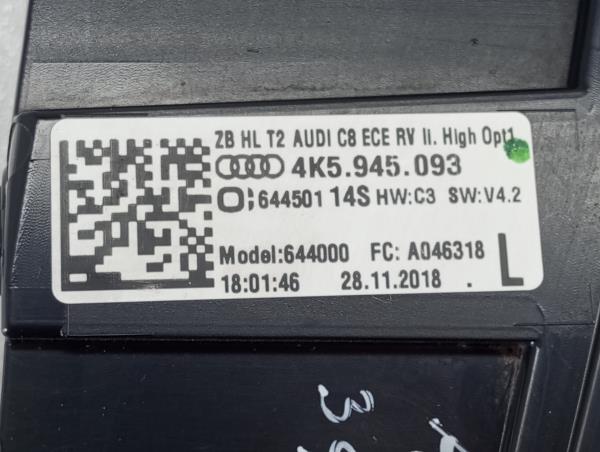 ZB HL T2 AUDI C8 ECE RV li. High Opt1
4K5.945.093
644501 14S HW:C3 SW:V4.2
Model:644000 FC: A046318
18:01:46 28.11.2018 . L